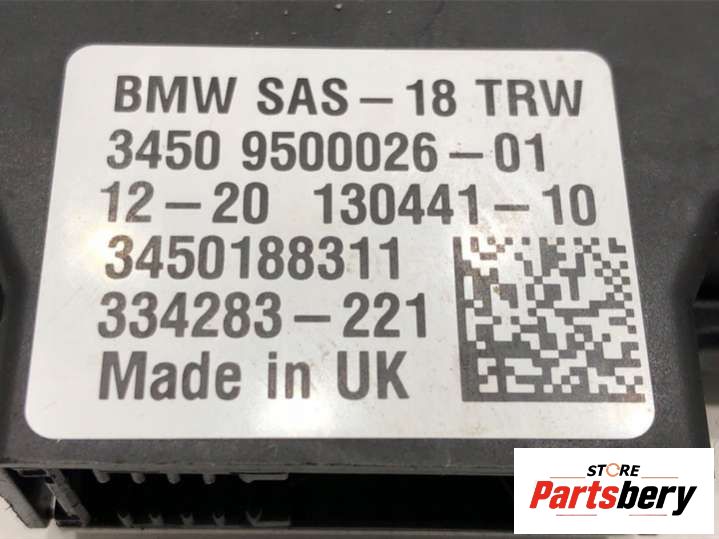 BMW SAS-18 TRW
3450 9500026-01
12-20 130441-10
3450188311
334283-221
Made in UK
STORE
Partsbery